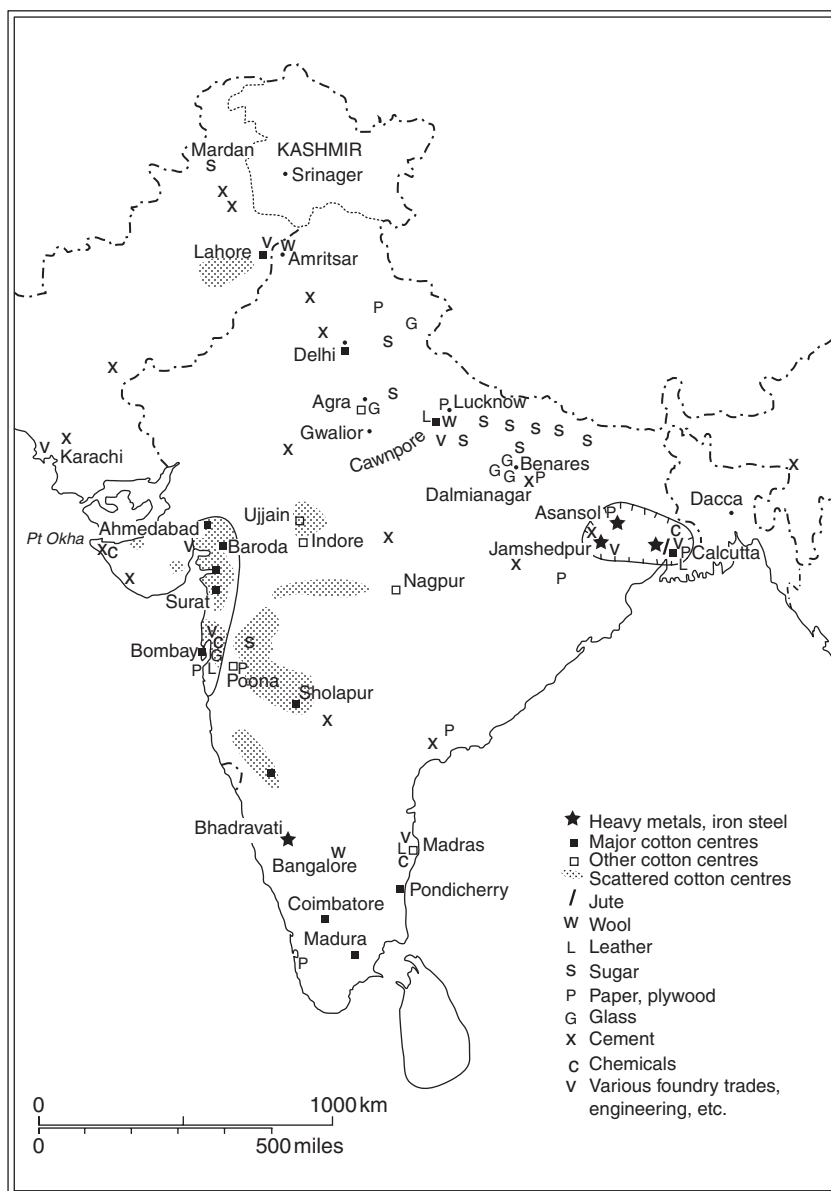 Mardan
S
KASHMIR
Srinager
X
X
Lahore
V
W
Amritsar
X
P
G
X
S
Delhi
X
Agra
G
S
Gwalior
X
L
P
Lucknow
W
Cawnpore
V
S
S
S
S
S
S
S
V
X
Karachi
G
G
G
Benares
X
P
Dalmianagar
X
Asansol
P
Dacca
Pt Okha
Ahmedabad
Ujjain
X
C
V
Baroda
Indore
X
X
Jamshedpur
V
C
V
P
L
Calcutta
X
X
P
Surat
Nagpur
V
C
G
S
Bombay
P
L
P
Poona
Sholapur
X
X
P
Bhadravati
W
Bangalore
V
L
C
Madras
Pondicherry
Coimbatore
Madura
P
Heavy metals, iron steel
Major cotton centres
Other cotton centres
Scattered cotton centres
Jute
W Wool
L Leather
S Sugar
P Paper, plywood
G Glass
X Cement
C Chemicals
V Various foundry trades,
engineering, etc.
0 1000 km
0 500 miles